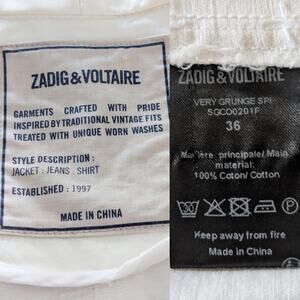 ZADIG&VOLTAIRE
GARMENTS CRAFTED WITH PRIDE
INSPIRED BY TRADITIONAL VINTAGE FITS
TREATED WITH UNIQUE WORN WASHES
STYLE DESCRIPTION :
JACKET : JEANS : SHIRT
ESTABLISHED : 1997
MADE IN CHINA
ZADIG&VOLTAIRE
VERY GRUNGE SPI
SGCO0201F
36
Matière principale/ Main
material:
100% Coton/ Cotton
30
Keep away from fire
Made in China